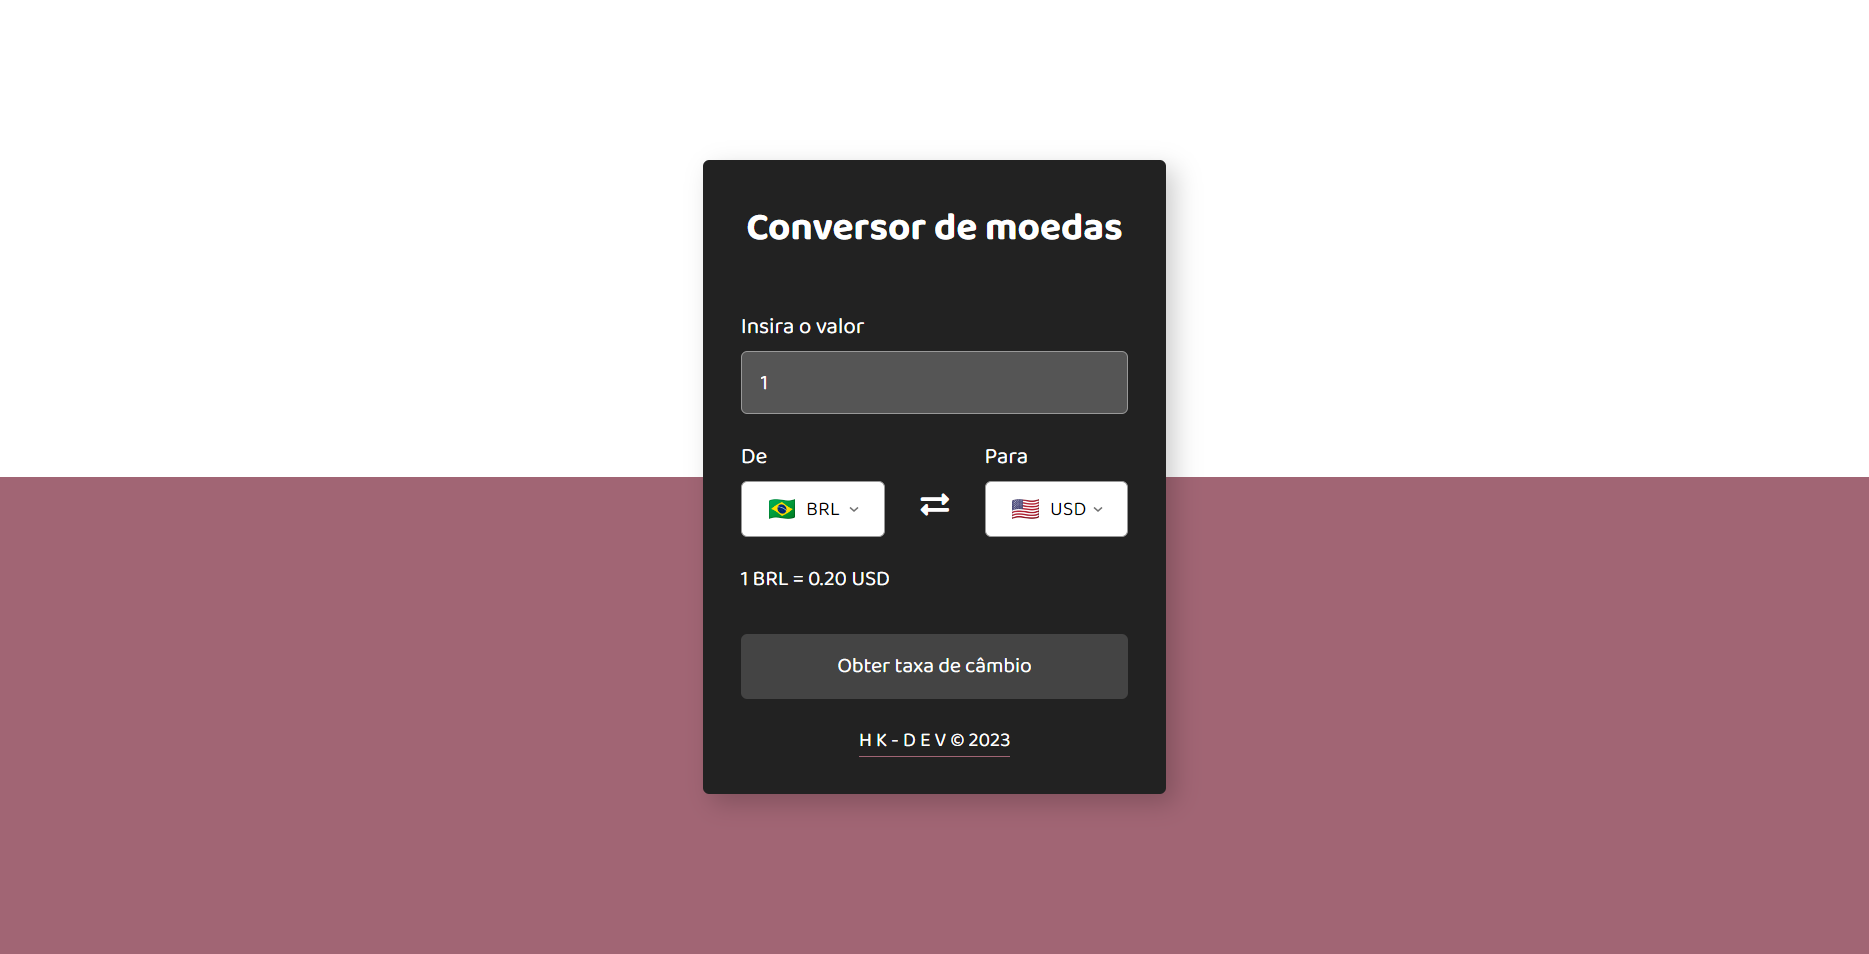 Conversor de moedas
Insira o valor
1
De Para
BRL USD
1 BRL = 0.20 USD
Obter taxa de câmbio
H K - D E V © 2023